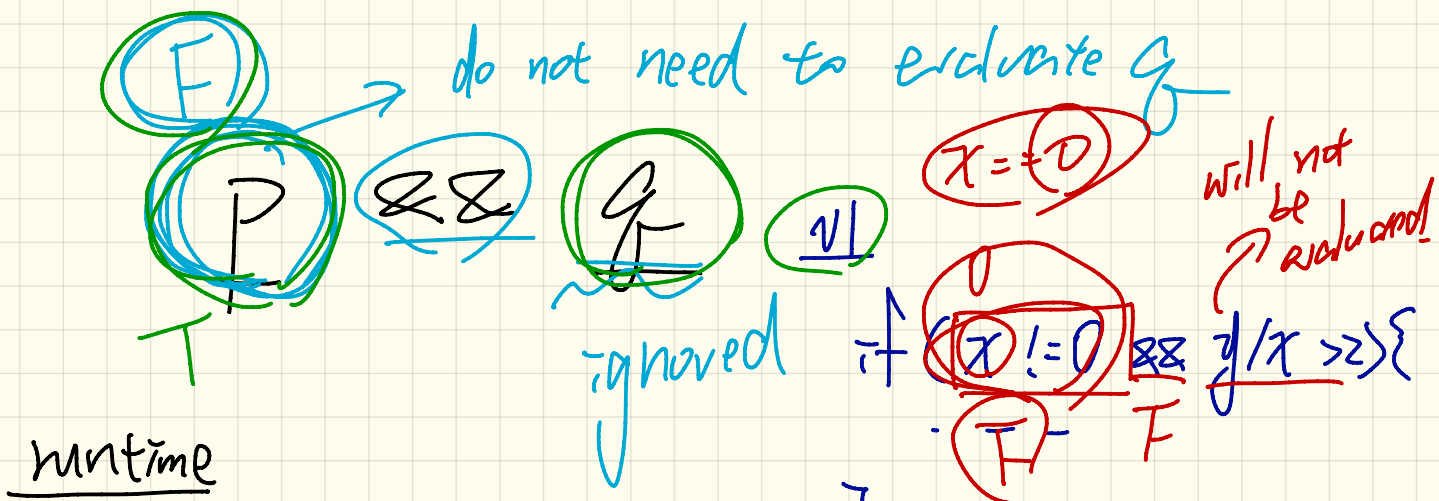 F
do not need to evaluate q
x == 0
will not
be
evaluated!
P && q
T
ignored
0
if (x != 0 && y/x > 2) {
F F
runtime